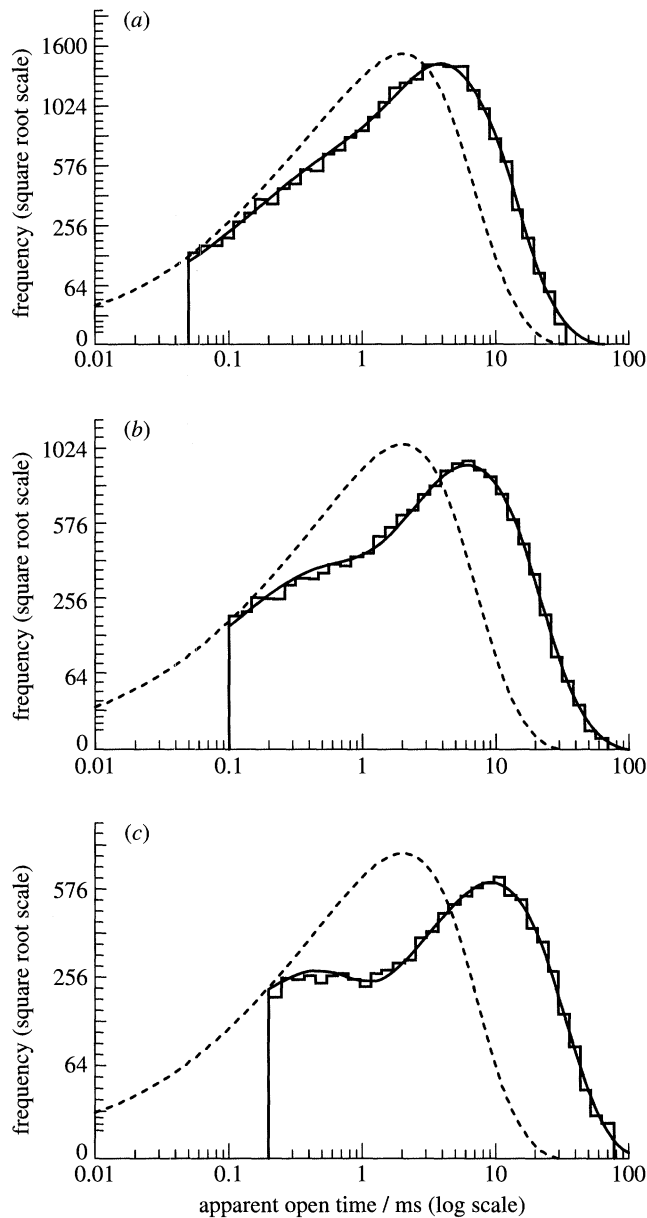 (a)
frequency (square root scale)
1600
1024
576
256
64
0
0.01 0.1 1 10 100
(b)
frequency (square root scale)
1024
576
256
64
0
0.01 0.1 1 10 100
(c)
frequency (square root scale)
576
256
64
0
0.01 0.1 1 10 100
apparent open time / ms (log scale)